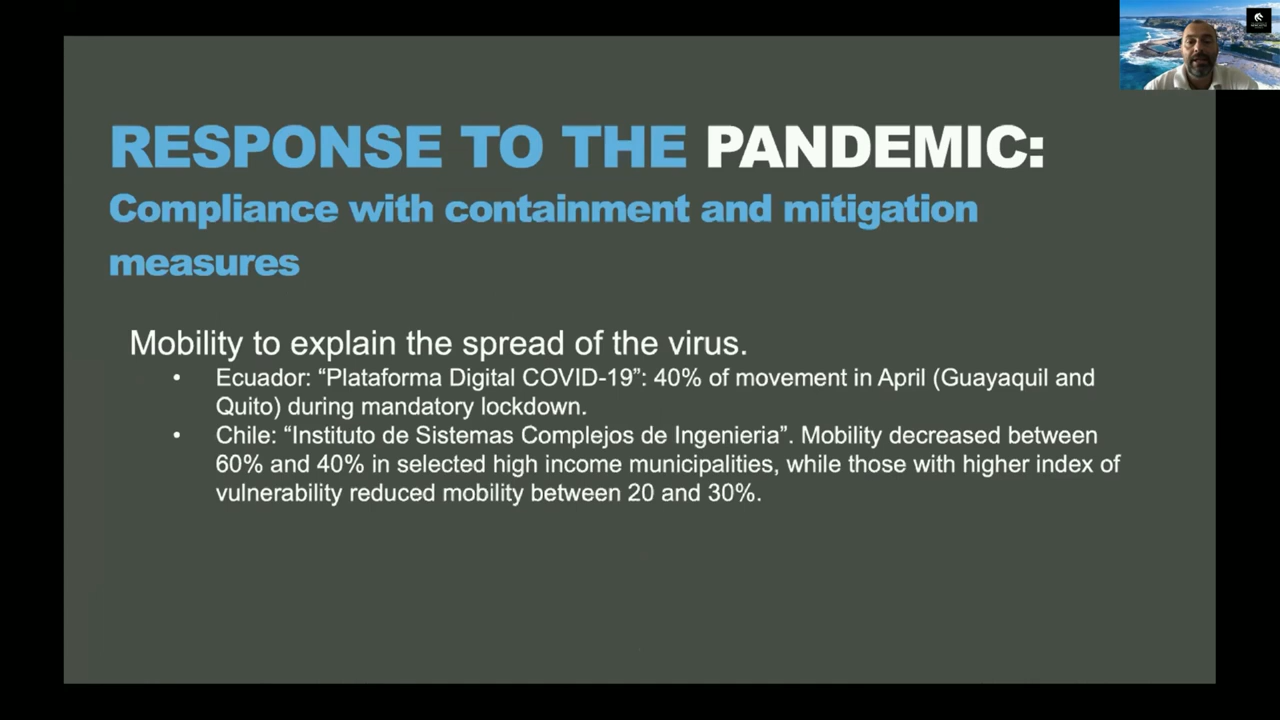 RESPONSE TO THE PANDEMIC:
Compliance with containment and mitigation
measures
Mobility to explain the spread of the virus.
• Ecuador: “Plataforma Digital COVID-19”: 40% of movement in April (Guayaquil and
Quito) during mandatory lockdown.
• Chile: “Instituto de Sistemas Complejos de Ingenieria”. Mobility decreased between
60% and 40% in selected high income municipalities, while those with higher index of
vulnerability reduced mobility between 20 and 30%.